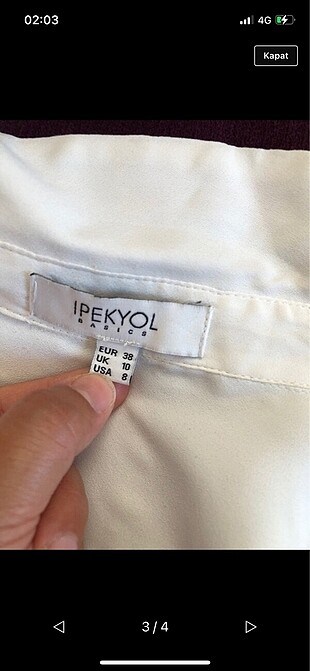 02:03
4G
Kapat
IPEKYOL
BASICS
EUR 38
UK 10
USA 8
3 / 4